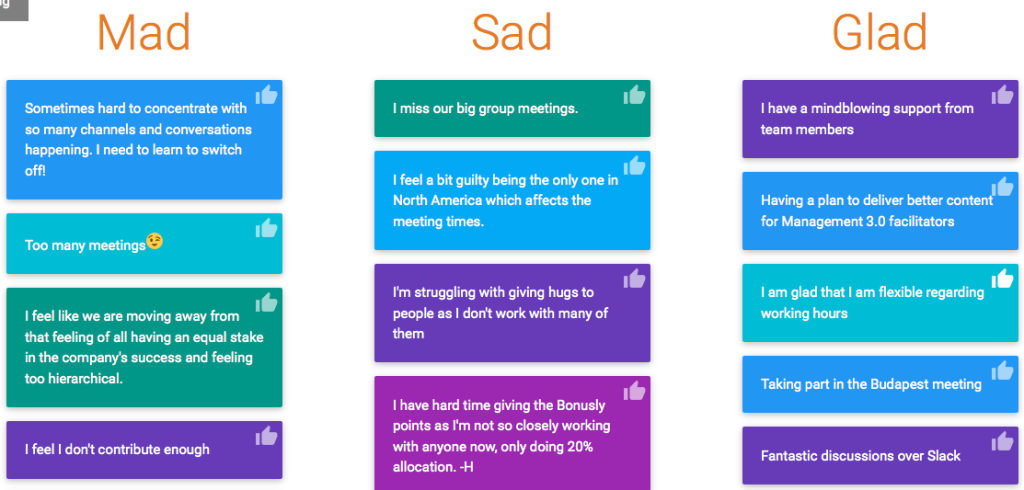 Mad
Sometimes hard to concentrate with
so many channels and conversations
happening. I need to learn to switch
off!
Too many meetings😉
I feel like we are moving away from
that feeling of all having an equal stake
in the company's success and feeling
too hierarchical.
I feel I don't contribute enough
Sad
I miss our big group meetings.
I feel a bit guilty being the only one in
North America which affects the
meeting times.
I'm struggling with giving hugs to
people as I don't work with many of
them
I have hard time giving the Bonusly
points as I'm not so closely working
with anyone now, only doing 20%
allocation. -H
Glad
I have a mindblowing support from
team members
Having a plan to deliver better content
for Management 3.0 facilitators
I am glad that I am flexible regarding
working hours
Taking part in the Budapest meeting
Fantastic discussions over Slack